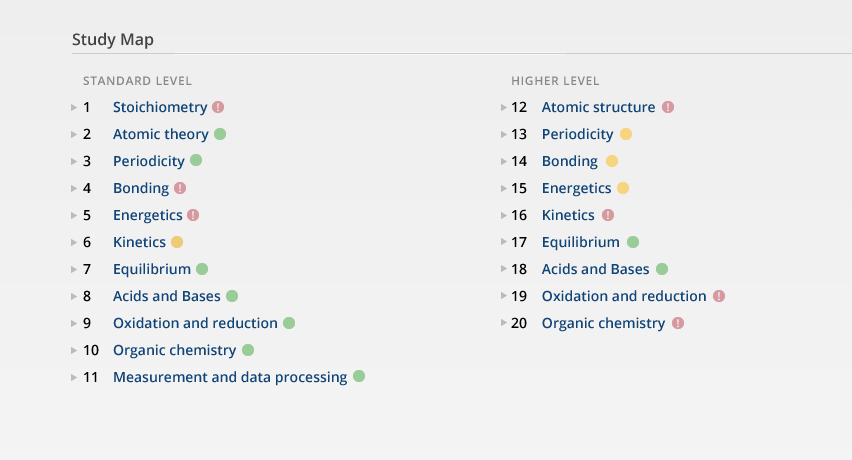 Study Map
STANDARD LEVEL
1 Stoichiometry
2 Atomic theory
3 Periodicity
4 Bonding
5 Energetics
6 Kinetics
7 Equilibrium
8 Acids and Bases
9 Oxidation and reduction
10 Organic chemistry
11 Measurement and data processing
HIGHER LEVEL
12 Atomic structure
13 Periodicity
14 Bonding
15 Energetics
16 Kinetics
17 Equilibrium
18 Acids and Bases
19 Oxidation and reduction
20 Organic chemistry